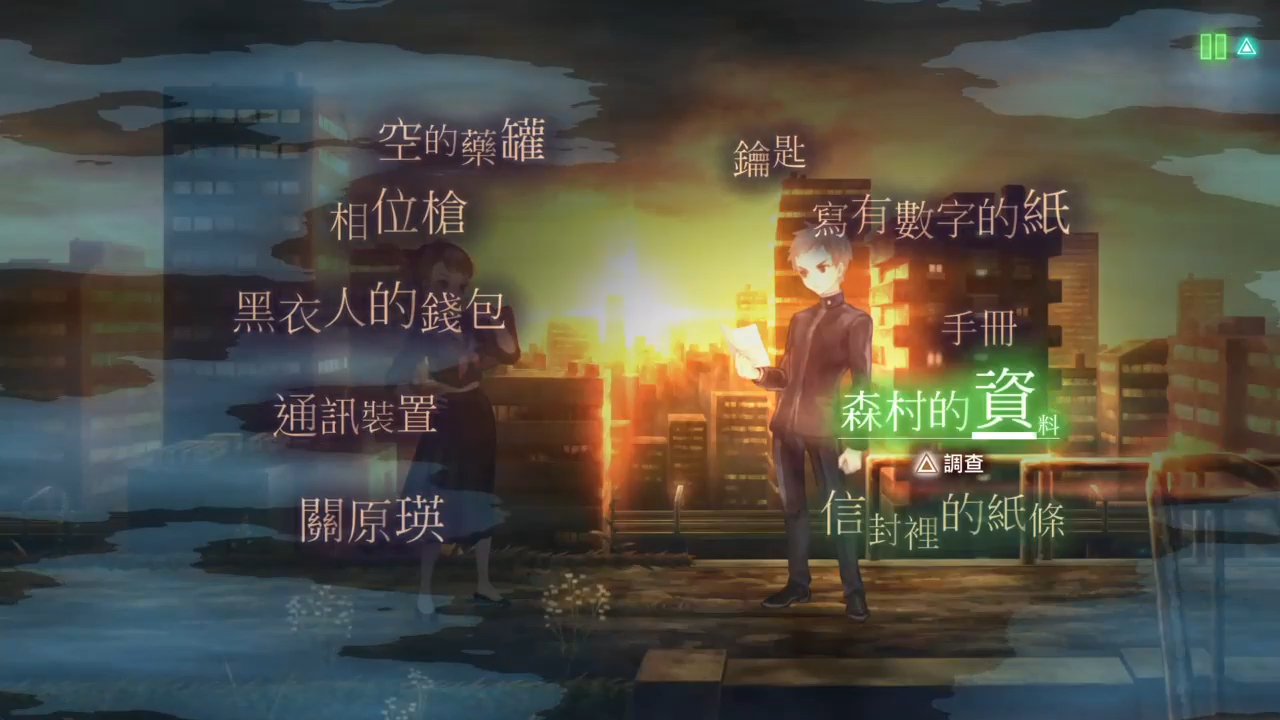 空的藥罐
鑰匙
相位槍
寫有數字的紙
黑衣人的錢包
手冊
通訊裝置
森村的資料
調查
關原瑛
信封裡的紙條